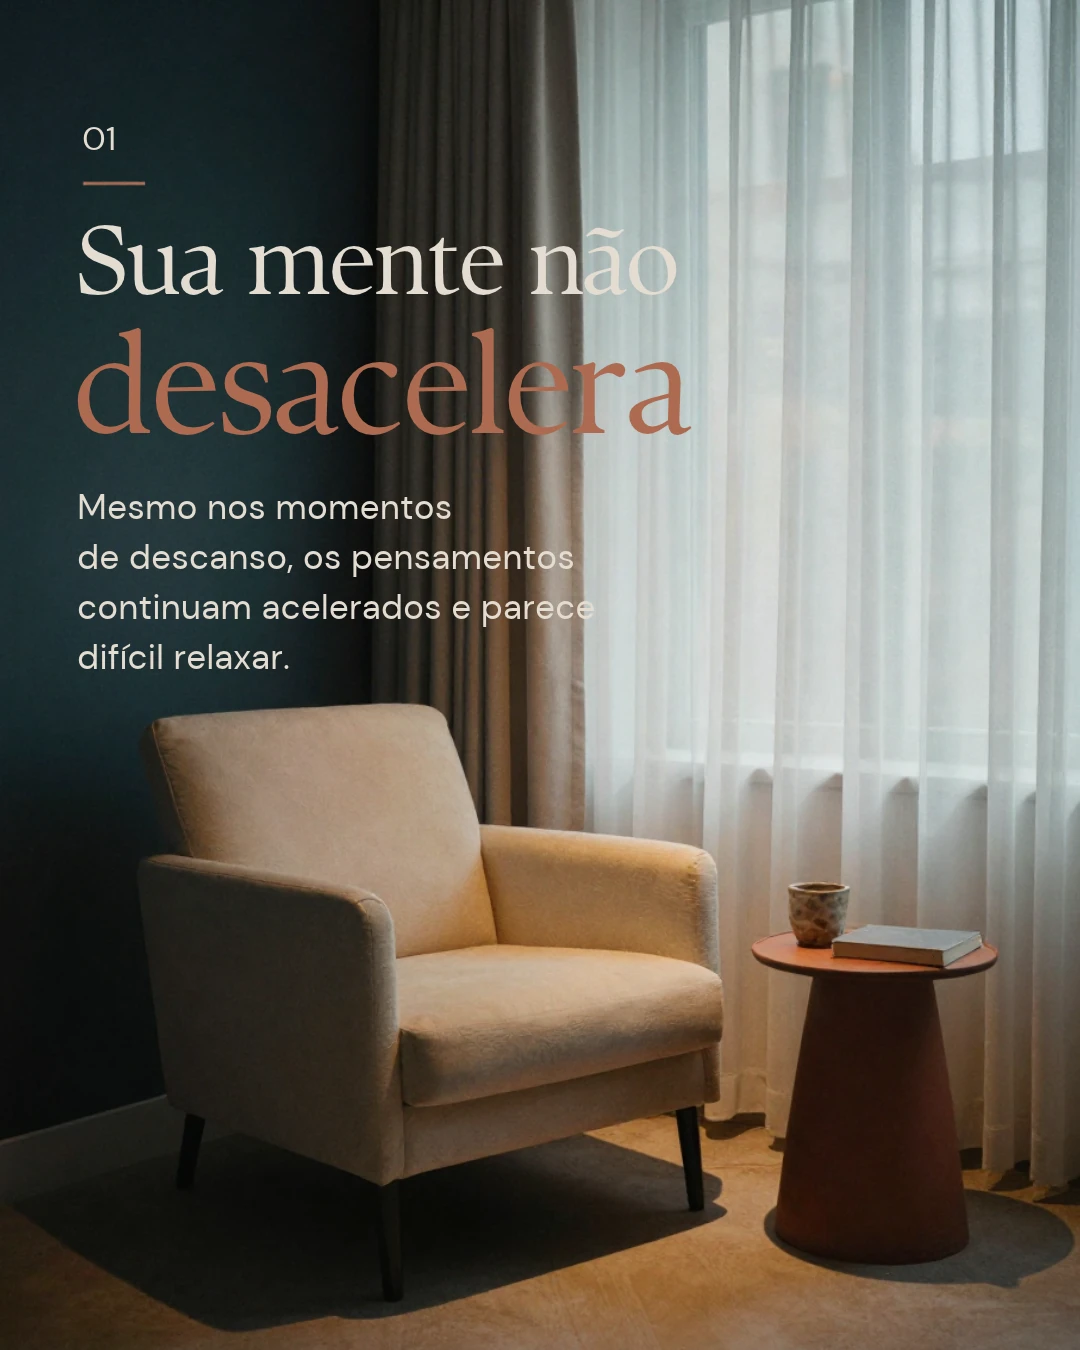 01
Sua mente não
desacelera
Mesmo nos momentos
de descanso, os pensamentos
continuam acelerados e parece
difícil relaxar.